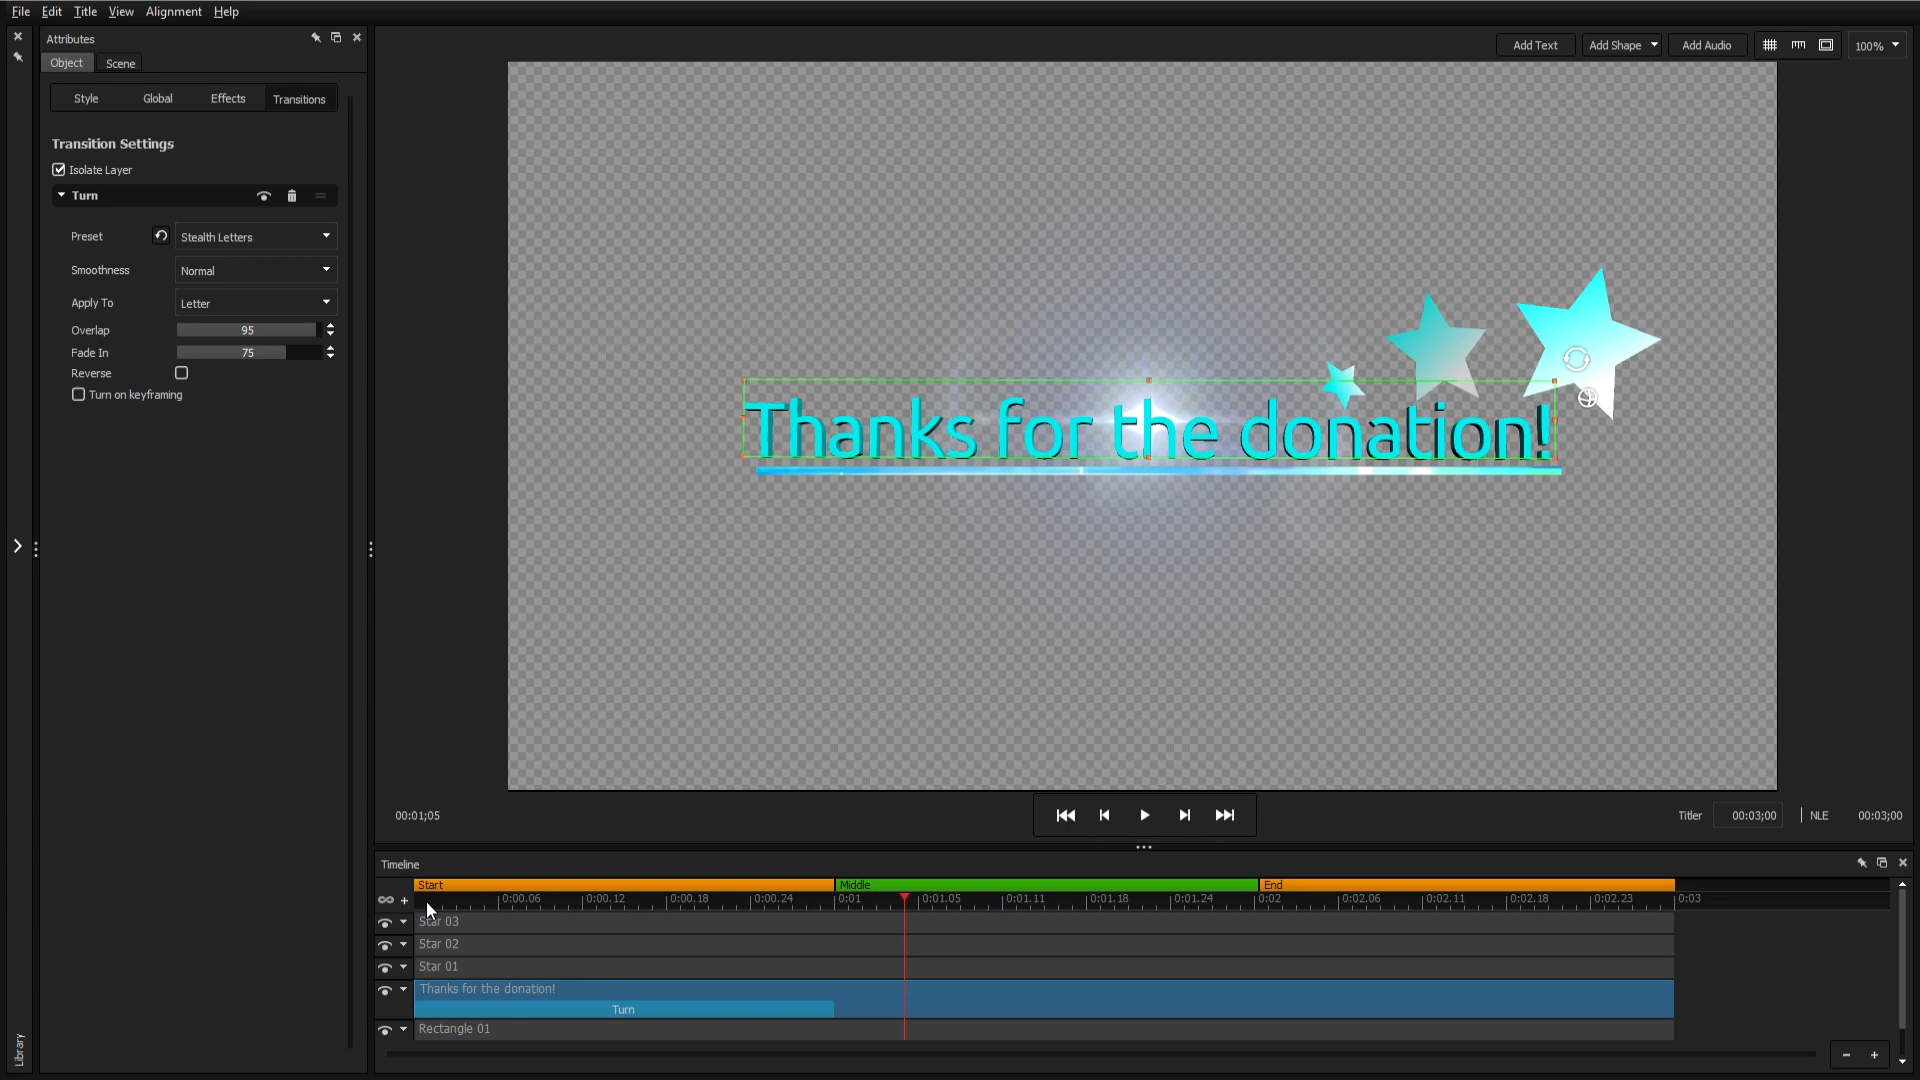 File Edit Title View Alignment Help
Attributes
Object Scene
Style Global Effects Transitions
Transition Settings
Isolate Layer
Turn
Preset Stealth Letters
Smoothness Normal
Apply To Letter
Overlap 95
Fade In 75
Reverse
Turn on keyframing
Library
Add Text Add Shape Add Audio 100%
Thanks for the donation!
00:01;05 Titler 00:03;00 NLE 00:03;00
Timeline
Start Middle End
0:00.06 0:00.12 0:00.18 0:00.24 0:01 0:01.05 0:01.11 0:01.18 0:01.24 0:02 0:02.06 0:02.11 0:02.18 0:02.23 0:03
Star 03
Star 02
Star 01
Thanks for the donation!
Turn
Rectangle 01